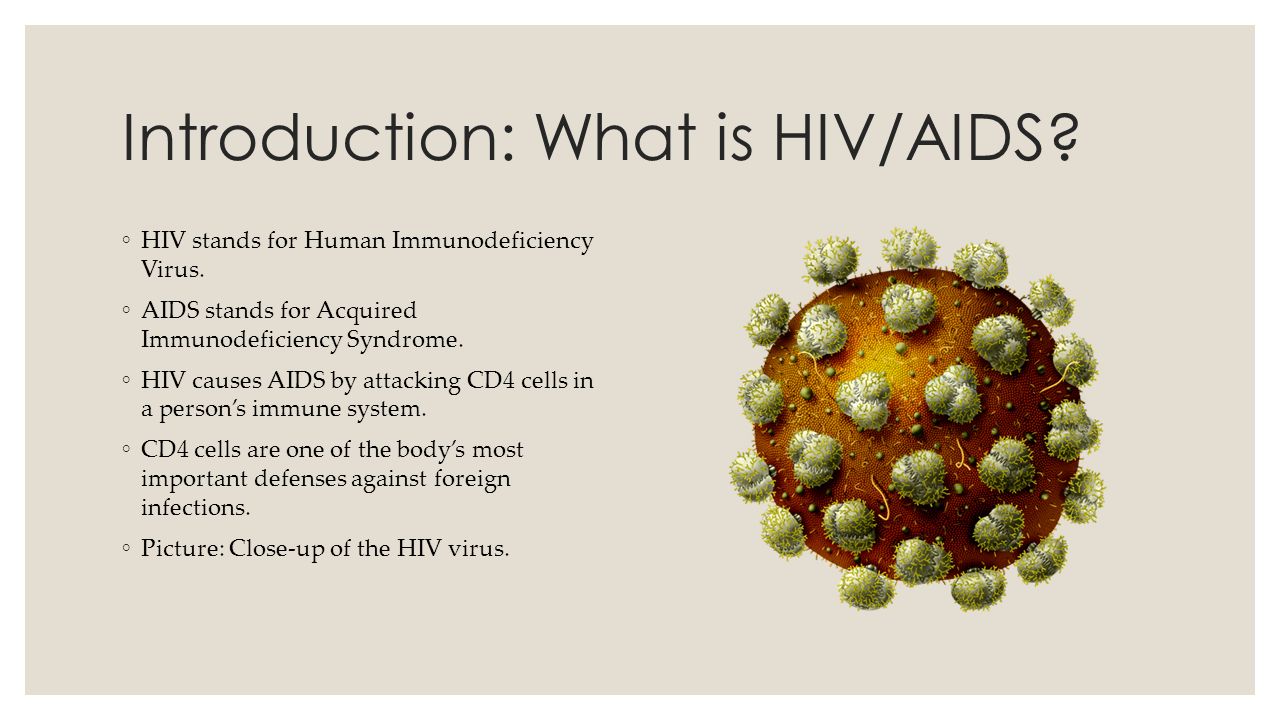 Introduction: What is HIV/AIDS?
◦ HIV stands for Human Immunodeficiency
Virus.
◦ AIDS stands for Acquired
Immunodeficiency Syndrome.
◦ HIV causes AIDS by attacking CD4 cells in
a person’s immune system.
◦ CD4 cells are one of the body’s most
important defenses against foreign
infections.
◦ Picture: Close-up of the HIV virus.